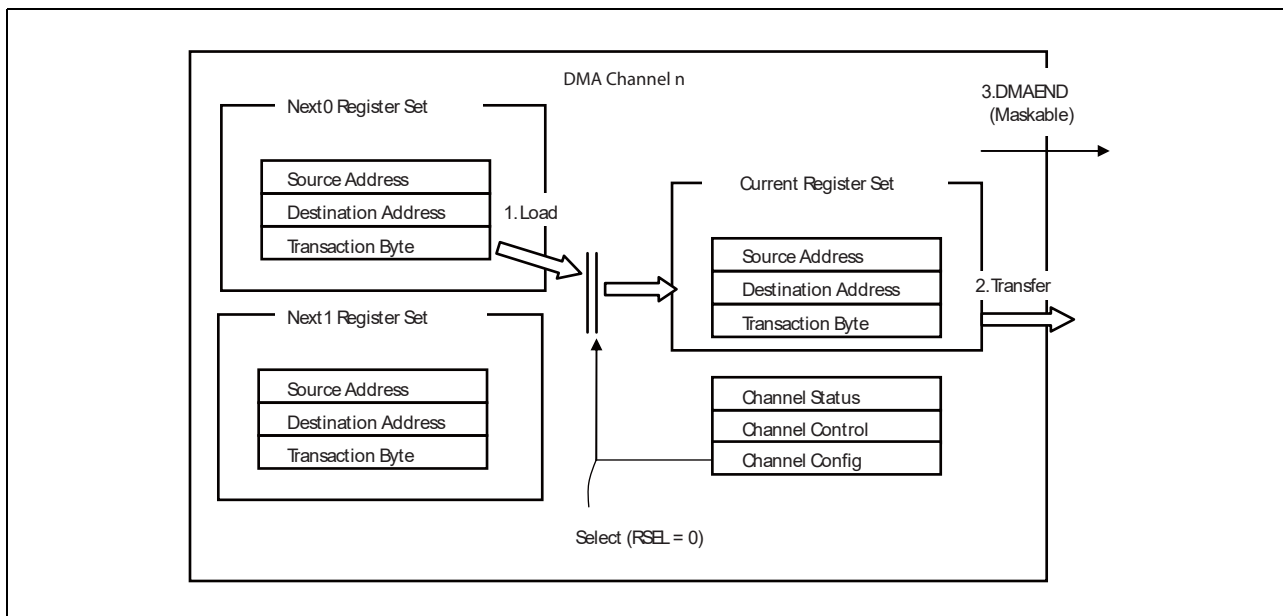 DMA Channel n
Next0 Register Set
Source Address
Destination Address
Transaction Byte
1.Load
Next1 Register Set
Source Address
Destination Address
Transaction Byte
Select (RSEL = 0)
Current Register Set
Source Address
Destination Address
Transaction Byte
Channel Status
Channel Control
Channel Config
3.DMAEND
(Maskable)
2.Transfer